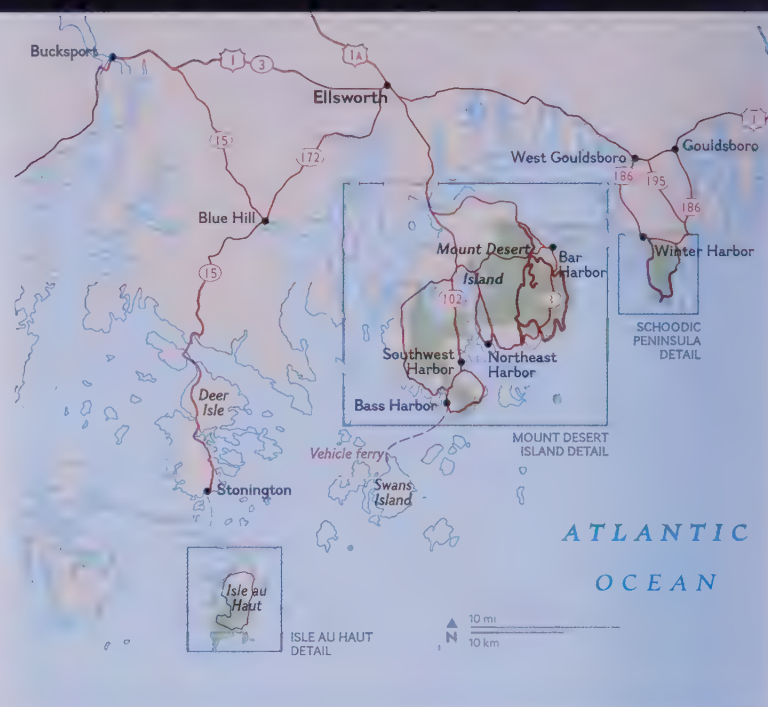 Bucksport
1
3
1A
Ellsworth
1
West Gouldsboro
Gouldsboro
15
172
186
195
186
Blue Hill
Mount Desert
Island
Bar
Harbor
Winter Harbor
15
102
3
SCHOODIC
PENINSULA
DETAIL
Southwest
Harbor
Northeast
Harbor
Deer
Isle
Bass Harbor
MOUNT DESERT
ISLAND DETAIL
Vehicle ferry
Stonington
Swans
Island
ATLANTIC
OCEAN
Isle au
Haut
ISLE AU HAUT
DETAIL
N
10 mi
10 km